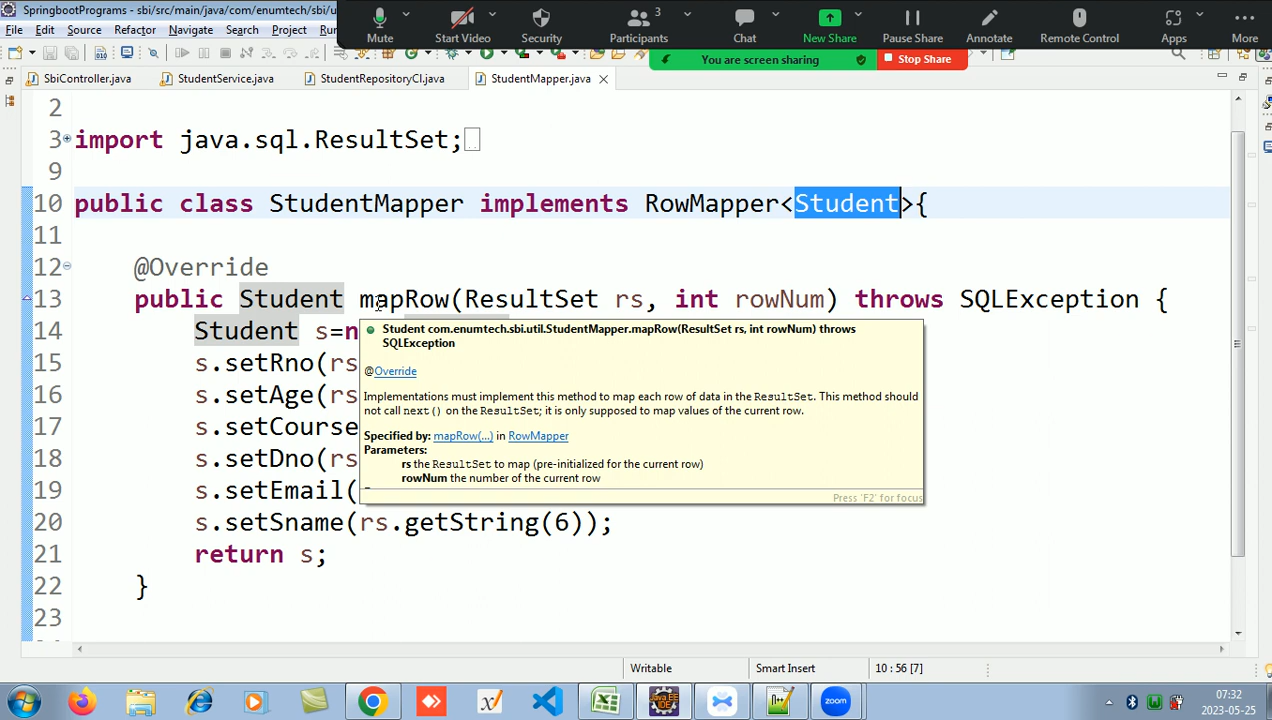 SpringbootPrograms - sbi/src/main/java/com/enumtech/sbi/u
File Edit Source Refactor Navigate Search Project Ru
Mute Start Video Security Participants 3 Chat New Share Pause Share Annotate Remote Control Apps More
You are screen sharing Stop Share
SbiController.java StudentService.java StudentRepositoryCI.java StudentMapper.java
2
3 import java.sql.ResultSet;
9
10 public class StudentMapper implements RowMapper<Student>{
11
12 @Override
13 public Student mapRow(ResultSet rs, int rowNum) throws SQLException {
14 Student s=n
15 s.setRno(rs
16 s.setAge(rs
17 s.setCourse
18 s.setDno(rs
19 s.setEmail(
20 s.setSname(rs.getString(6));
21 return s;
22 }
23
Student com.enumtech.sbi.util.StudentMapper.mapRow(ResultSet rs, int rowNum) throws
SQLException
@Override
Implementations must implement this method to map each row of data in the ResultSet. This method should
not call next() on the ResultSet; it is only supposed to map values of the current row.
Specified by: mapRow(...) in RowMapper
Parameters:
rs the ResultSet to map (pre-initialized for the current row)
rowNum the number of the current row
Press 'F2' for focus
Writable Smart Insert 10 : 56 [7]
Java EE
IDE
zoom
07:32
2023-05-25